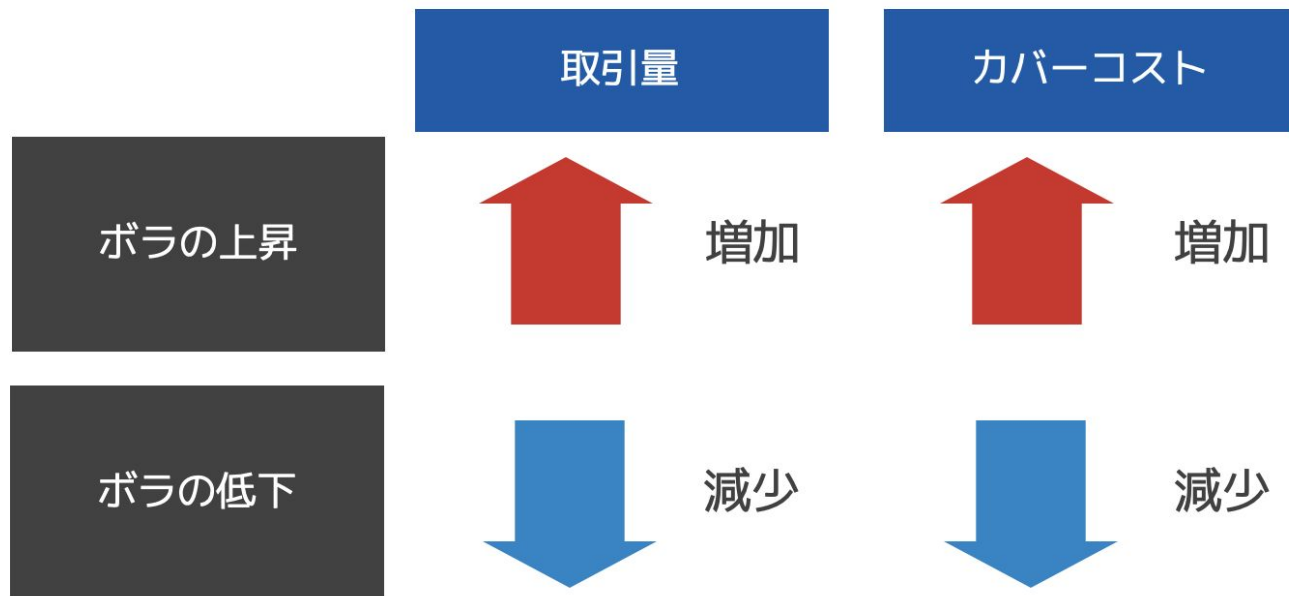 取引量
カバーコスト
ボラの上昇
増加
増加
ボラの低下
減少
減少